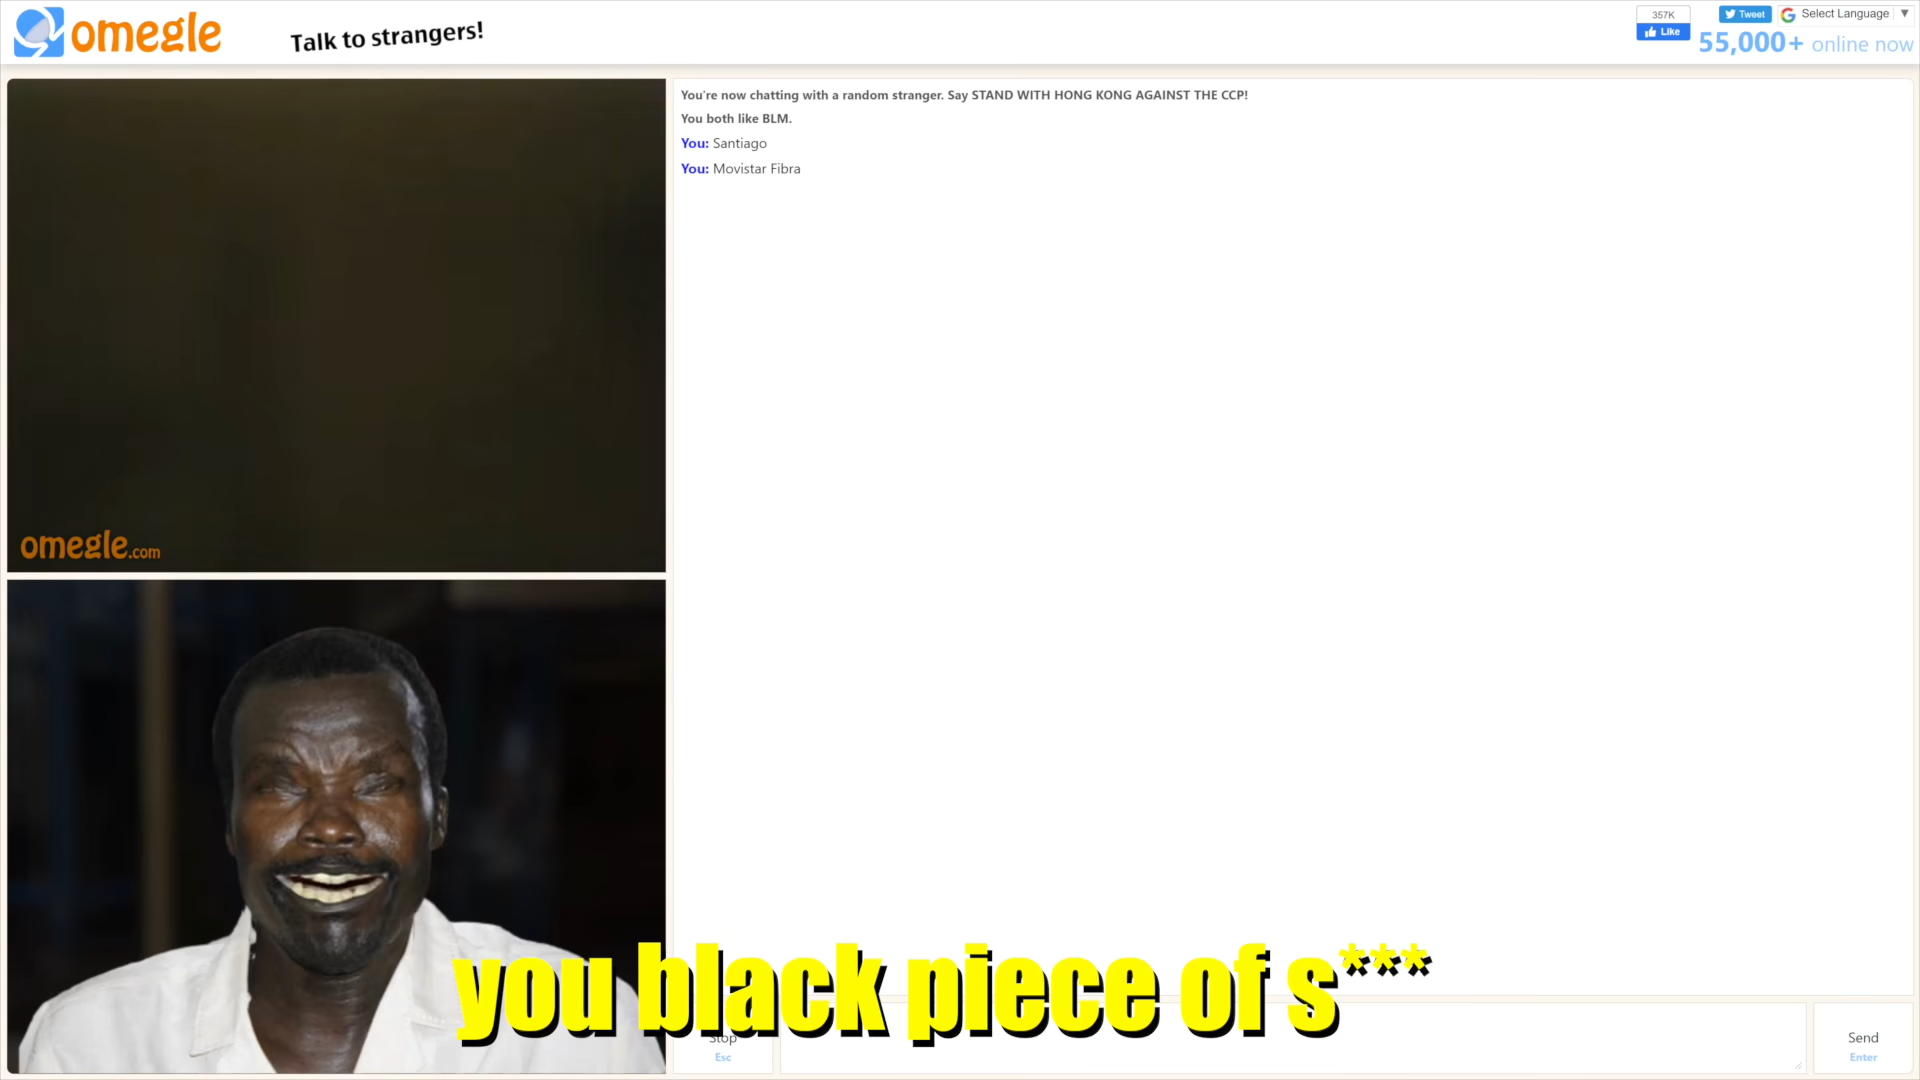 omegle
Talk to strangers!
357K
Like
Tweet
Select Language ▼
55,000+ online now
You're now chatting with a random stranger. Say STAND WITH HONG KONG AGAINST THE CCP!
You both like BLM.
You: Santiago
You: Movistar Fibra
omegle.com
you black piece of s***
Stop
Esc
Send
Enter